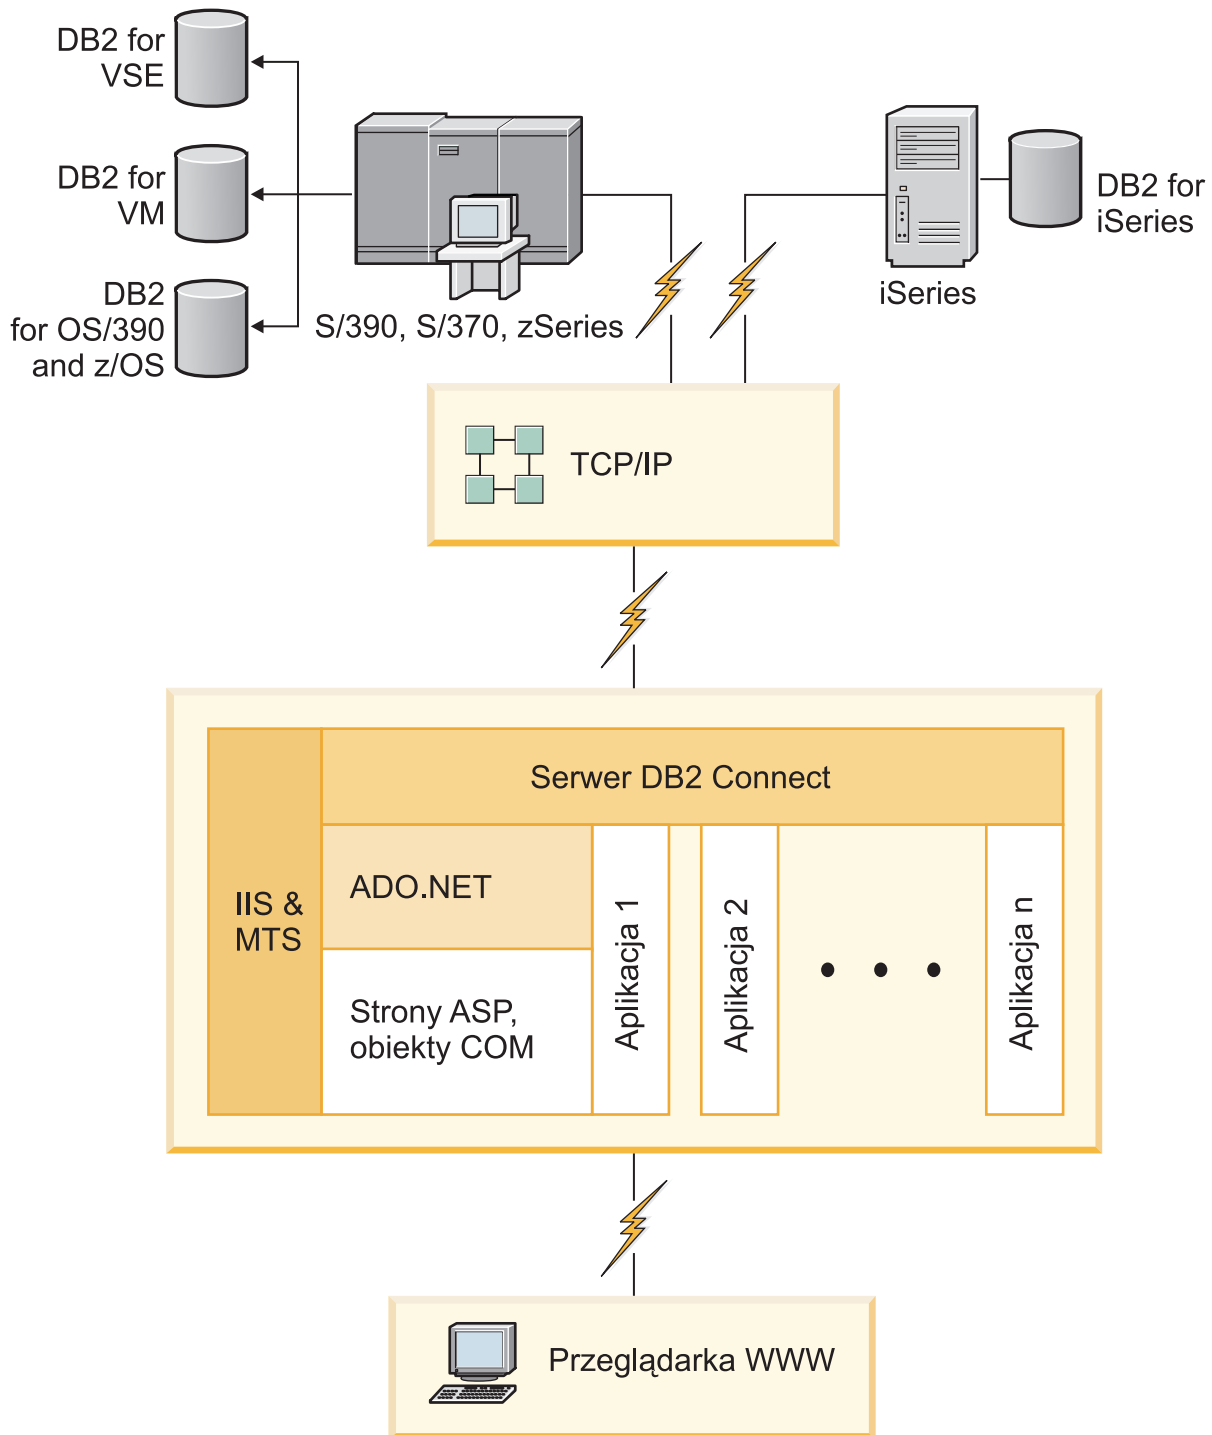 DB2 for
VSE
DB2 for
VM
DB2
for OS/390
and z/OS
S/390, S/370, zSeries
iSeries
DB2 for
iSeries
TCP/IP
Serwer DB2 Connect
IIS &
MTS
ADO.NET
Strony ASP,
obiekty COM
Aplikacja 1
Aplikacja 2
Aplikacja n
Przeglądarka WWW